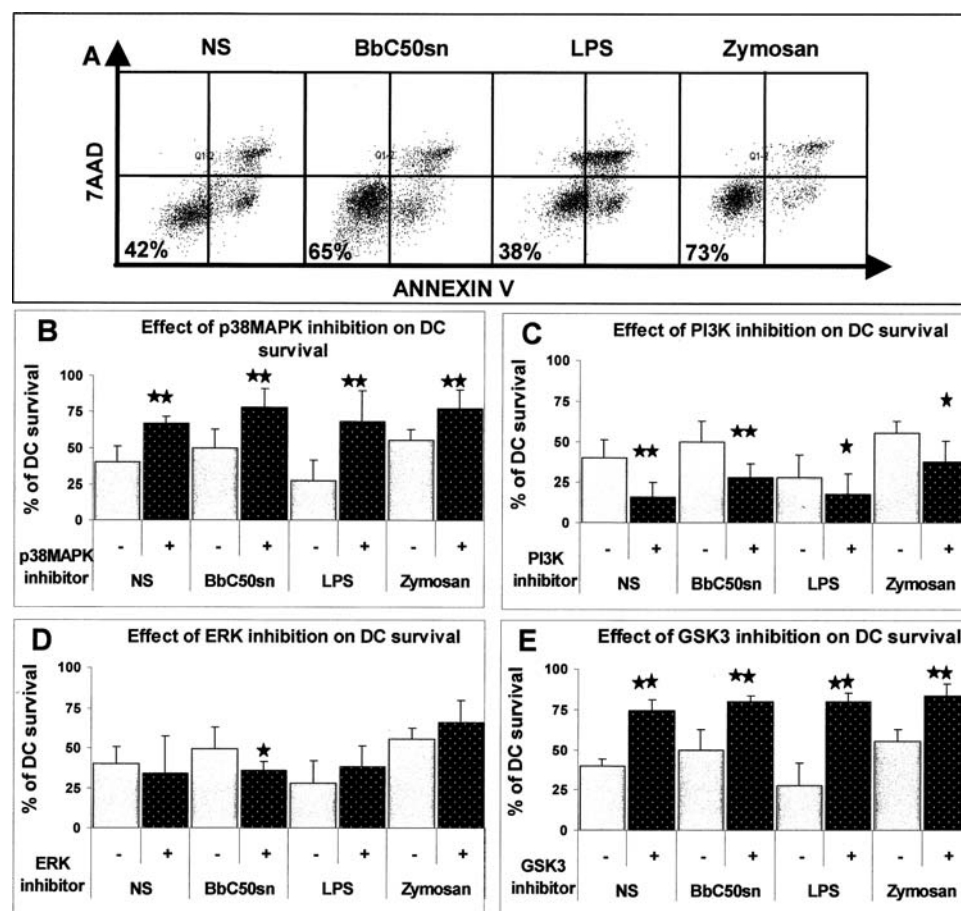 NS BbC50sn LPS Zymosan
A
7AAD
Q1-2 Q1-2
42% 65% 38% 73%
ANNEXIN V
B
Effect of p38MAPK inhibition on DC
survival
% of DC survival
100
75
50
25
0
★★ ★★ ★★ ★★
- + - + - + - +
p38MAPK
inhibitor
NS BbC50sn LPS Zymosan
C
Effect of PI3K inhibition on DC survival
% of DC survival
100
75
50
25
0
★★ ★★ ★ ★
- + - + - + - +
PI3K
inhibitor
NS BbC50sn LPS Zymosan
D
Effect of ERK inhibition on DC survival
% of DC survival
100
75
50
25
0
★
- + - + - + - +
ERK
inhibitor
NS BbC50sn LPS Zymosan
E
Effect of GSK3 inhibition on DC survival
% of DC survival
100
75
50
25
0
★★ ★★ ★★ ★★
- + - + - + - +
GSK3
inhibitor
NS BbC50sn LPS Zymosan